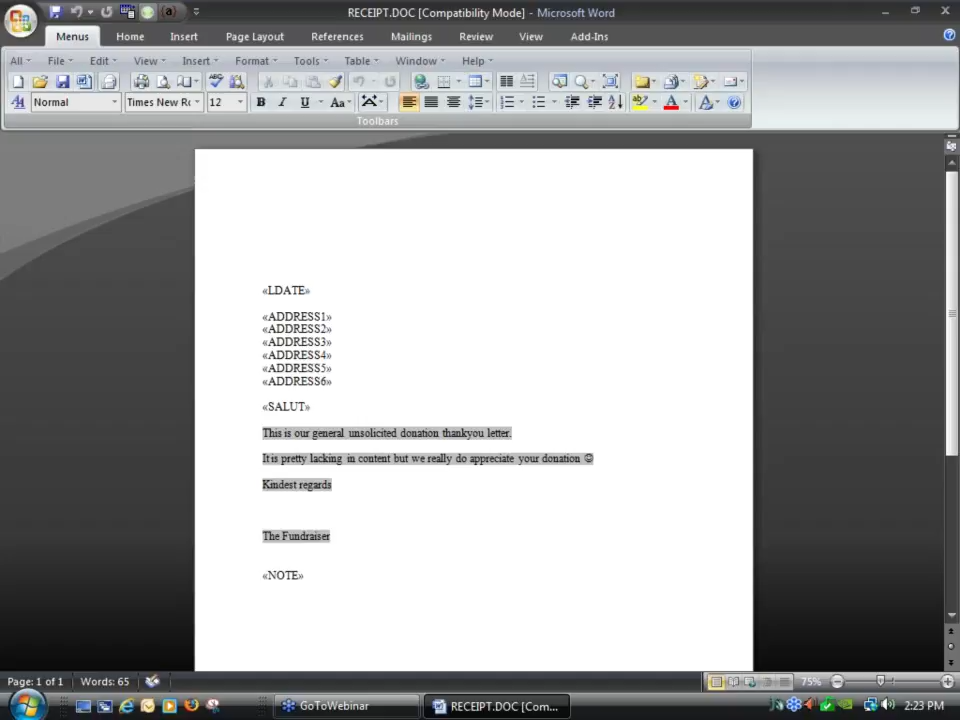 RECEIPT.DOC [Compatibility Mode] - Microsoft Word
Menus Home Insert Page Layout References Mailings Review View Add-Ins
All File Edit View Insert Format Tools Table Window Help
Normal Times New Ro 12 B I U Aa
Toolbars
«LDATE»
«ADDRESS1»
«ADDRESS2»
«ADDRESS3»
«ADDRESS4»
«ADDRESS5»
«ADDRESS6»
«SALUT»
This is our general unsolicited donation thankyou letter.
It is pretty lacking in content but we really do appreciate your donation ☺
Kindest regards
The Fundraiser
«NOTE»
Page: 1 of 1 Words: 65 75%
GoToWebinar RECEIPT.DOC [Com... 2:23 PM